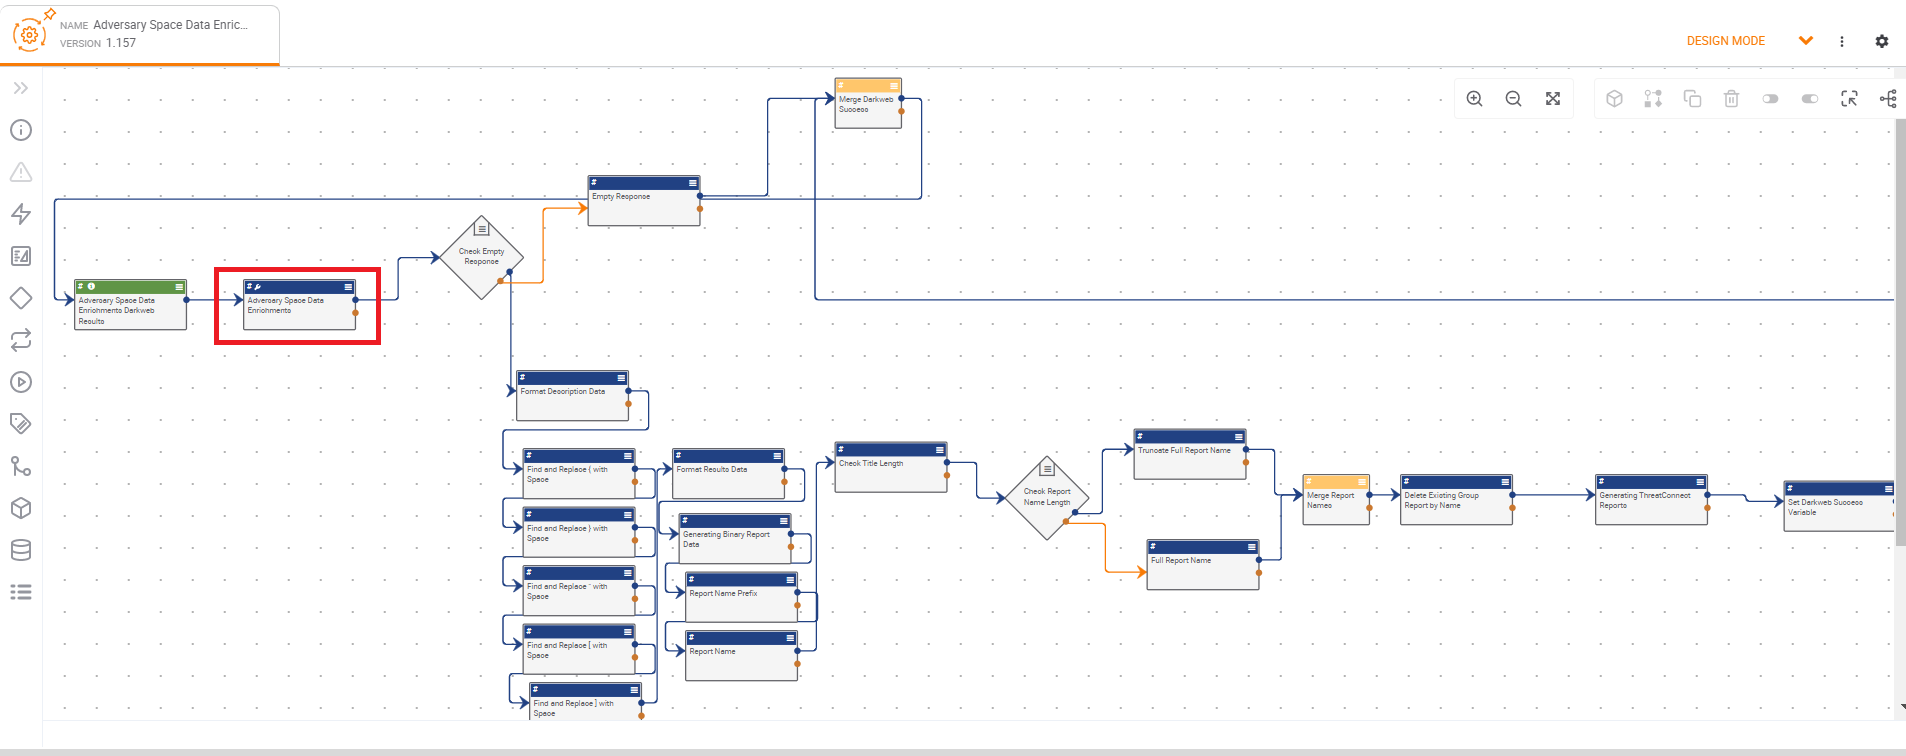 NAME Adversary Space Data Enric...
VERSION 1.157
DESIGN MODE
# Merge Darkweb
Success
# Empty Response
Check Empty
Response
# Adversary Space Data
Enrichments Darkweb
Results
# Adversary Space Data
Enrichments
# Format Description Data
# Find and Replace { with
Space
# Find and Replace } with
Space
# Find and Replace " with
Space
# Find and Replace [ with
Space
# Find and Replace ] with
Space
# Format Results Data
# Generating Binary Report
Data
# Report Name Prefix
# Report Name
# Check Title Length
Check Report
Name Length
# Truncate Full Report Name
# Full Report Name
# Merge Report
Names
# Delete Existing Group
Report by Name
# Generating ThreatConnect
Reports
# Set Darkweb Success
Variable